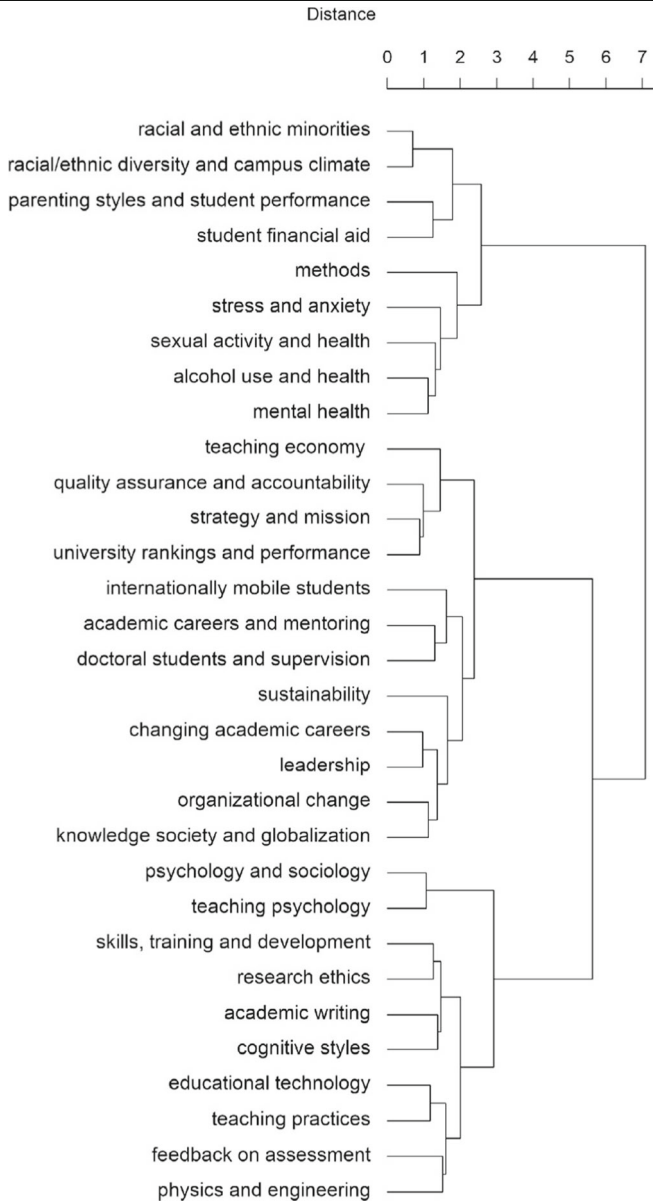 Distance
0 1 2 3 4 5 6 7
racial and ethnic minorities
racial/ethnic diversity and campus climate
parenting styles and student performance
student financial aid
methods
stress and anxiety
sexual activity and health
alcohol use and health
mental health
teaching economy
quality assurance and accountability
strategy and mission
university rankings and performance
internationally mobile students
academic careers and mentoring
doctoral students and supervision
sustainability
changing academic careers
leadership
organizational change
knowledge society and globalization
psychology and sociology
teaching psychology
skills, training and development
research ethics
academic writing
cognitive styles
educational technology
teaching practices
feedback on assessment
physics and engineering